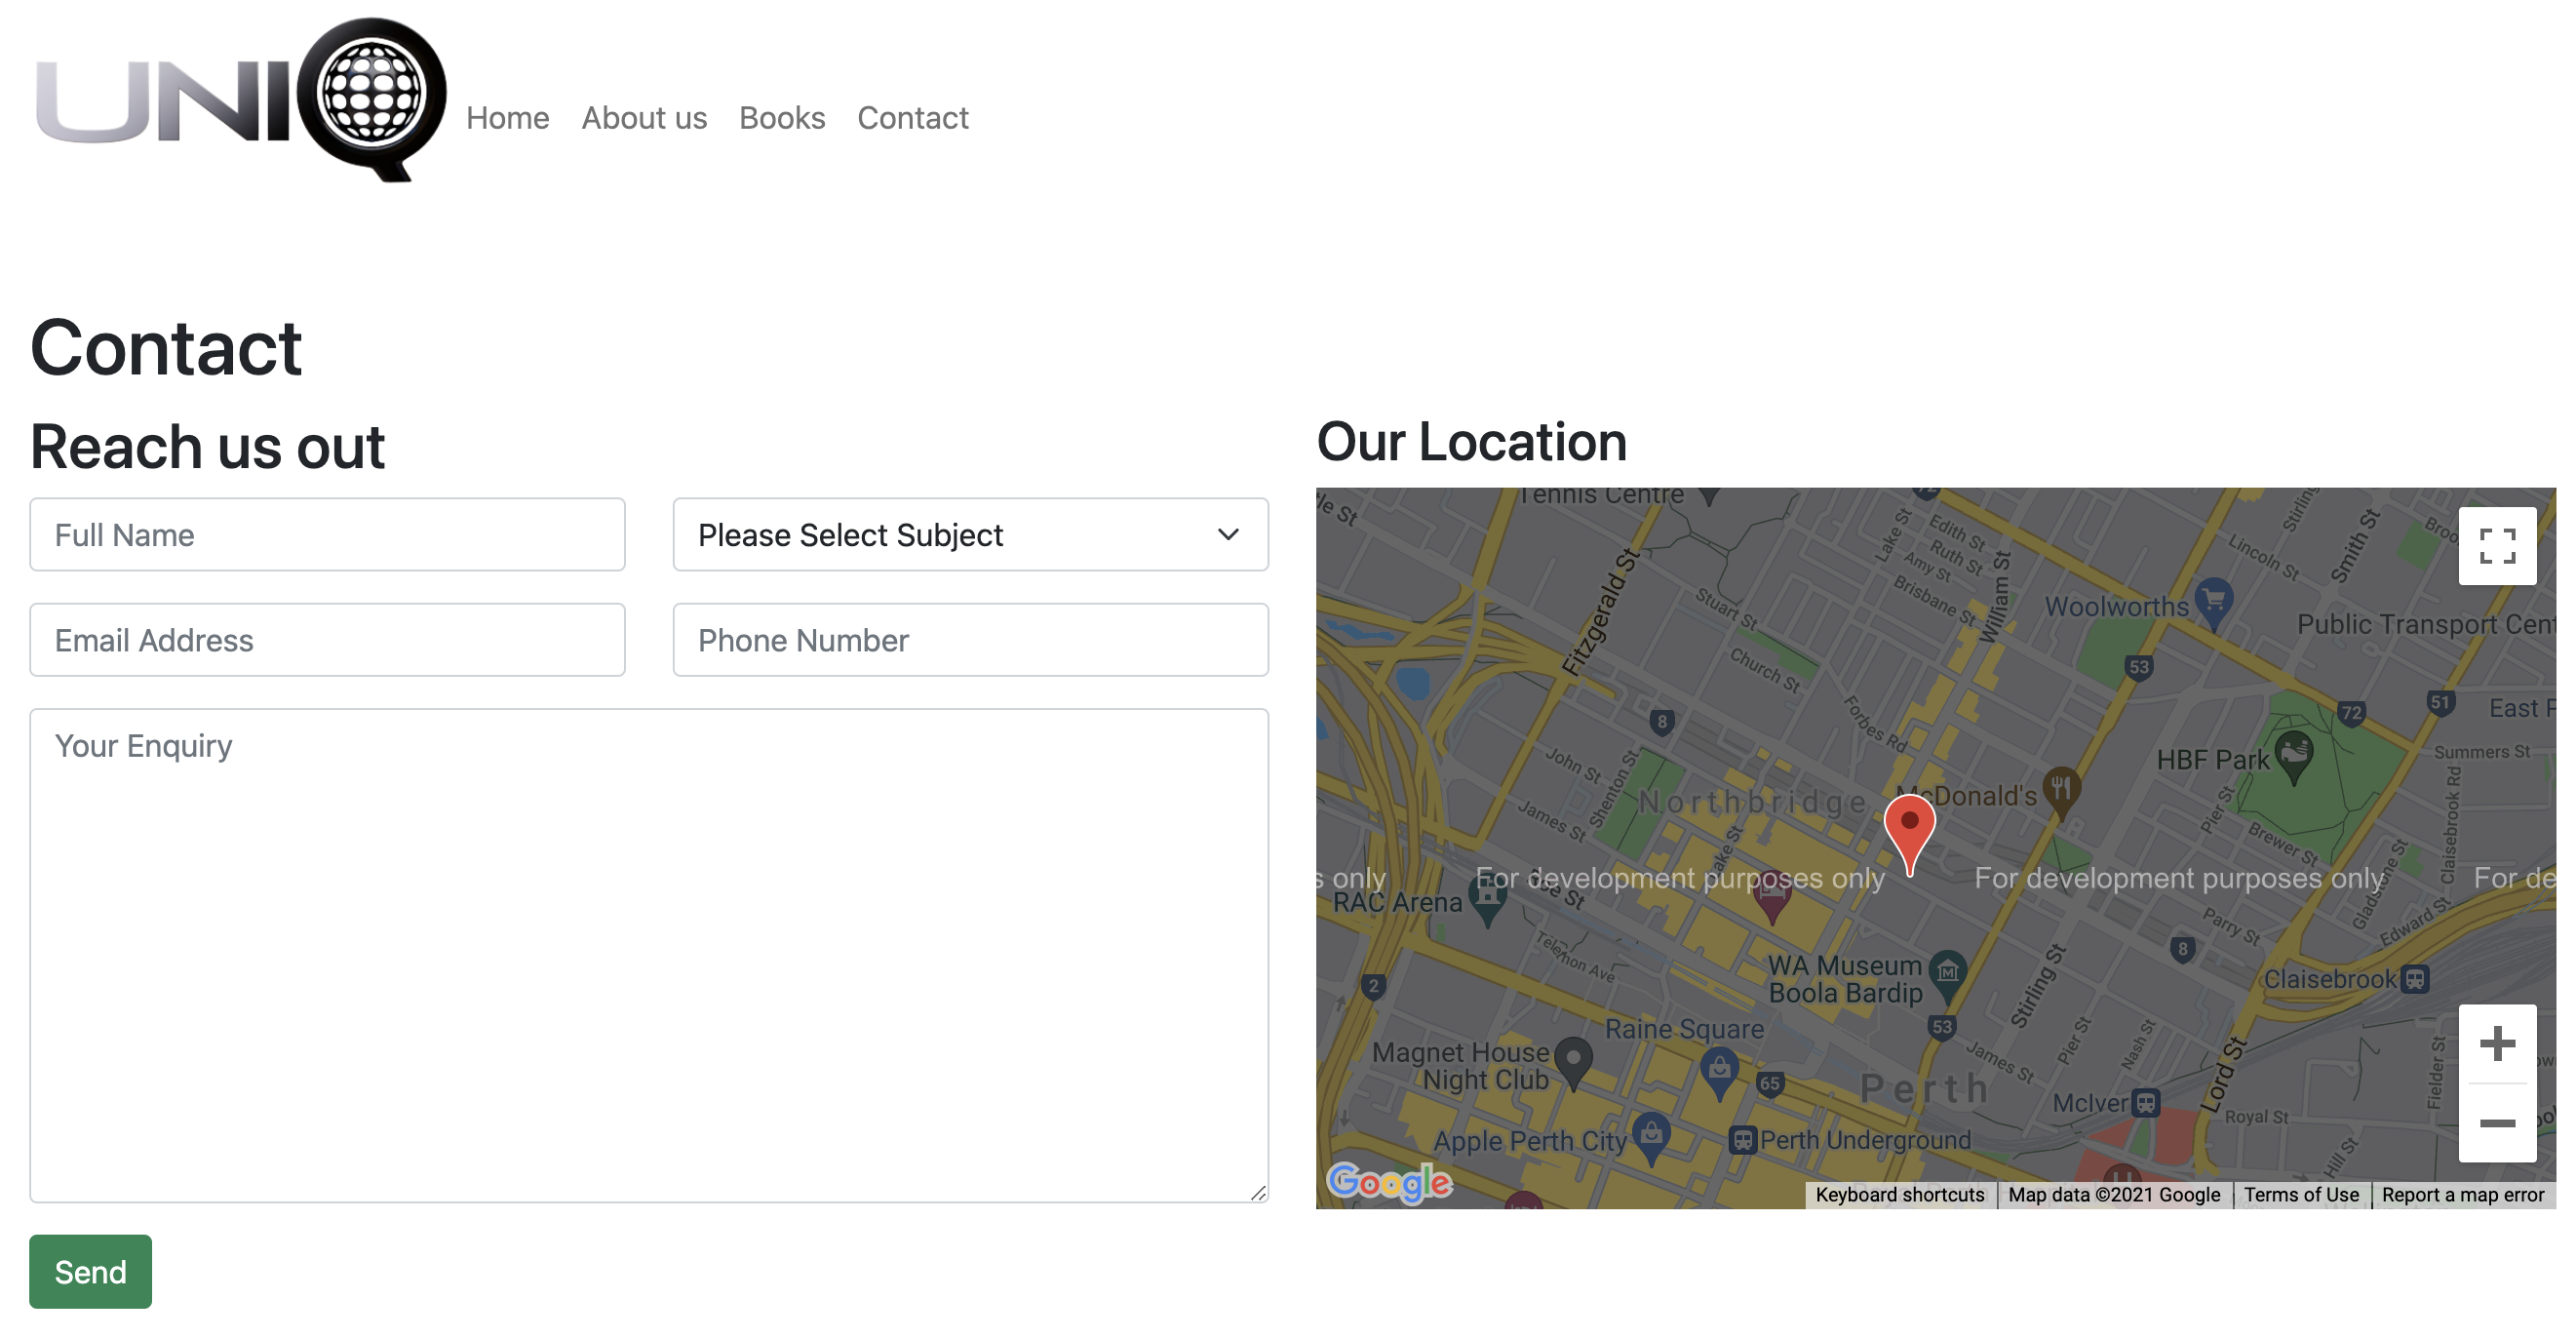 UNIQ
Home About us Books Contact
Contact
Reach us out
Full Name
Please Select Subject
Email Address
Phone Number
Your Enquiry
Send
Our Location
Tennis Centre
Fitzgerald St
Stuart St
Church St
Lake St
Edith St
Ruth St
Amy St
Brisbane St
William St
Lincoln St
Stirling
Smith St
Woolworths
Public Transport Cent
53
8
72
51
Forbes Rd
HBF Park
Summers St
John St
Shenton St
James St
Northbridge
McDonald's
Pier St
Brewer St
Claisebrook Rd
Lake St
s only
For development purposes only
For development purposes only
For de
RAC Arena
Telethon Ave
Gladstone St
Edward St
Parry St
8
2
WA Museum
Boola Bardip
Stirling St
Claisebrook
53
Raine Square
Magnet House
Night Club
65
James St
Pier St
Nash St
Lord St
Fielder St
Perth
McIver
Royal St
Apple Perth City
Perth Underground
Hill St
Google
Keyboard shortcuts
Map data ©2021 Google
Terms of Use
Report a map error